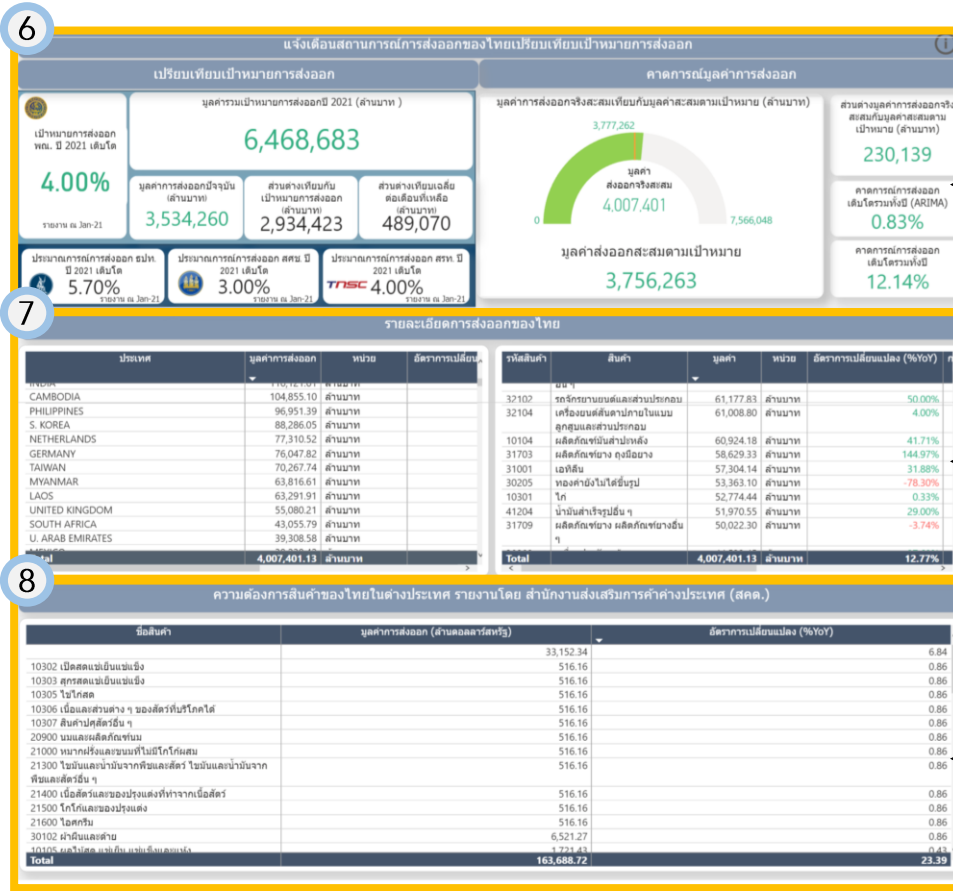 6
แจ้งเตือนสถานการณ์การส่งออกของไทยเปรียบเทียบเป้าหมายการส่งออก
เปรียบเทียบเป้าหมายการส่งออก
คาดการณ์มูลค่าการส่งออก
เป้าหมายการส่งออก
พณ. ปี 2021 เติบโต
4.00%
รายงาน ณ Jan-21
มูลค่ารวมเป้าหมายการส่งออกปี 2021 (ล้านบาท )
6,468,683
มูลค่าการส่งออกปัจจุบัน
(ล้านบาท)
3,534,260
ส่วนต่างเทียบกับ
เป้าหมายการส่งออก
(ล้านบาท)
2,934,423
ส่วนต่างเทียบเฉลี่ย
ต่อเดือนที่เหลือ
(ล้านบาท)
489,070
ประมาณการณ์การส่งออก ธปท.
ปี 2021 เติบโต
5.70%
รายงาน ณ Jan-21
ประมาณการณ์การส่งออก สศช. ปี
2021 เติบโต
3.00%
รายงาน ณ Jan-21
ประมาณการณ์การส่งออก สรท. ปี
2021 เติบโต
TNSC 4.00%
รายงาน ณ Jan-21
มูลค่าการส่งออกจริงสะสมเทียบกับมูลค่าสะสมตามเป้าหมาย (ล้านบาท)
3,777,262
มูลค่า
ส่งออกจริงสะสม
4,007,401
0
7,566,048
มูลค่าส่งออกสะสมตามเป้าหมาย
3,756,263
ส่วนต่างมูลค่าการส่งออกจริง
สะสมกับมูลค่าสะสมตาม
เป้าหมาย (ล้านบาท)
230,139
คาดการณ์การส่งออก
เติบโตรวมทั้งปี (ARIMA)
0.83%
คาดการณ์การส่งออก
เติบโตรวมทั้งปี
12.14%
7
รายละเอียดการส่งออกของไทย
ประเทศ มูลค่าการส่งออก หน่วย อัตราการเปลี่ยน
CAMBODIA 104,855.10 ล้านบาท
PHILIPPINES 96,951.39 ล้านบาท
S. KOREA 88,286.05 ล้านบาท
NETHERLANDS 77,310.52 ล้านบาท
GERMANY 76,047.82 ล้านบาท
TAIWAN 70,267.74 ล้านบาท
MYANMAR 63,816.61 ล้านบาท
LAOS 63,291.91 ล้านบาท
UNITED KINGDOM 55,080.21 ล้านบาท
SOUTH AFRICA 43,055.79 ล้านบาท
U. ARAB EMIRATES 39,308.58 ล้านบาท
Total 4,007,401.13 ล้านบาท
รหัสสินค้า สินค้า มูลค่า หน่วย อัตราการเปลี่ยนแปลง (%YoY)
อื่น ๆ
32102 รถจักรยานยนต์และส่วนประกอบ 61,177.83 ล้านบาท 50.00%
32104 เครื่องยนต์สันดาปภายในแบบ 61,008.80 ล้านบาท 4.00%
ลูกสูบและส่วนประกอบ
10104 ผลิตภัณฑ์มันสำปะหลัง 60,924.18 ล้านบาท 41.71%
31703 ผลิตภัณฑ์ยาง ถุงมือยาง 58,629.33 ล้านบาท 144.97%
31001 เอทิลีน 57,304.14 ล้านบาท 31.88%
30205 ทองคำยังไม่ได้ขึ้นรูป 53,363.10 ล้านบาท -78.30%
10301 ไก่ 52,774.44 ล้านบาท 0.33%
41204 น้ำมันสำเร็จรูปอื่น ๆ 51,970.55 ล้านบาท 29.00%
31709 ผลิตภัณฑ์ยาง ผลิตภัณฑ์ยางอื่น 50,022.30 ล้านบาท -3.74%
ๆ
Total 4,007,401.13 ล้านบาท 12.77%
8
ความต้องการสินค้าของไทยในต่างประเทศ รายงานโดย สำนักงานส่งเสริมการค้าต่างประเทศ (สคต.)
ชื่อสินค้า มูลค่าการส่งออก (ล้านดอลลาร์สหรัฐ) อัตราการเปลี่ยนแปลง (%YoY)
33,152.34 6.84
10302 เป็ดสดแช่เย็นแช่แข็ง 516.16 0.86
10303 สุกรสดแช่เย็นแช่แข็ง 516.16 0.86
10305 ไข่ไก่สด 516.16 0.86
10306 เนื้อและส่วนต่าง ๆ ของสัตว์ที่บริโภคได้ 516.16 0.86
10307 สินค้าปศุสัตว์อื่น ๆ 516.16 0.86
20900 นมและผลิตภัณฑ์นม 516.16 0.86
21000 หมากฝรั่งและขนมที่ไม่มีโกโก้ผสม 516.16 0.86
21300 ไขมันและน้ำมันจากพืชและสัตว์ ไขมันและน้ำมันจาก 516.16 0.86
พืชและสัตว์อื่น ๆ
21400 เนื้อสัตว์และของปรุงแต่งที่ทำจากเนื้อสัตว์ 516.16 0.86
21500 โกโก้และของปรุงแต่ง 516.16 0.86
21600 ไอศกรีม 516.16 0.86
30102 ผ้าผืนและด้าย 6,521.27 0.86
10105 ผลไม้สด แช่เย็น แช่แข็งและแห้ง 1,721.43 0.43
Total 163,688.72 23.39